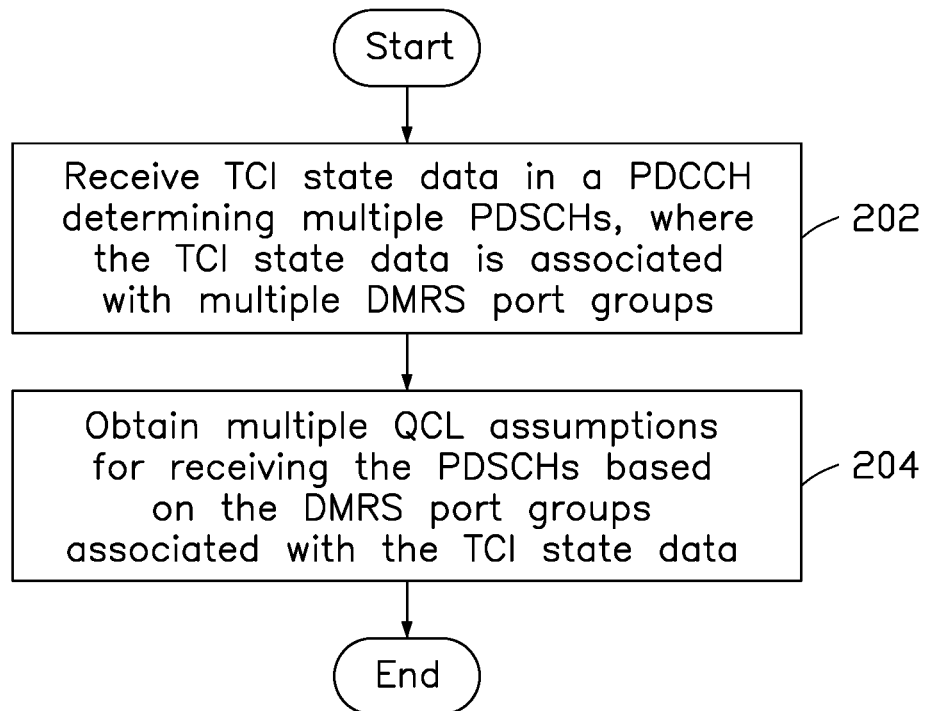 Start
Receive TCI state data in a PDCCH
determining multiple PDSCHs, where
the TCI state data is associated
with multiple DMRS port groups
202
Obtain multiple QCL assumptions
for receiving the PDSCHs based
on the DMRS port groups
associated with the TCI state data
204
End